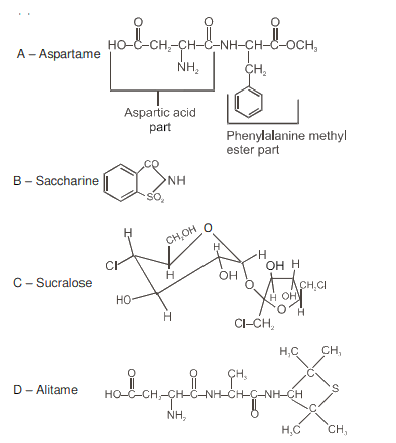 O O O
HO–C–CH₂–CH–C–NH–CH–C–OCH₃
A – Aspartame
NH₂ CH₂
Aspartic acid
part
Phenylalanine methyl
ester part
CO
B – Saccharine NH
SO₂
H CH₂OH O
H H
Cl OH H
H OH O CH₂Cl
C – Sucralose H OH
HO O H
H
Cl–CH₂
H₃C CH₃
O O CH₃ C
D – Alitame S
HO–C–CH₂–CH–C–NH–CH–C–NH–CH
O C
NH₂
H₃C CH₃